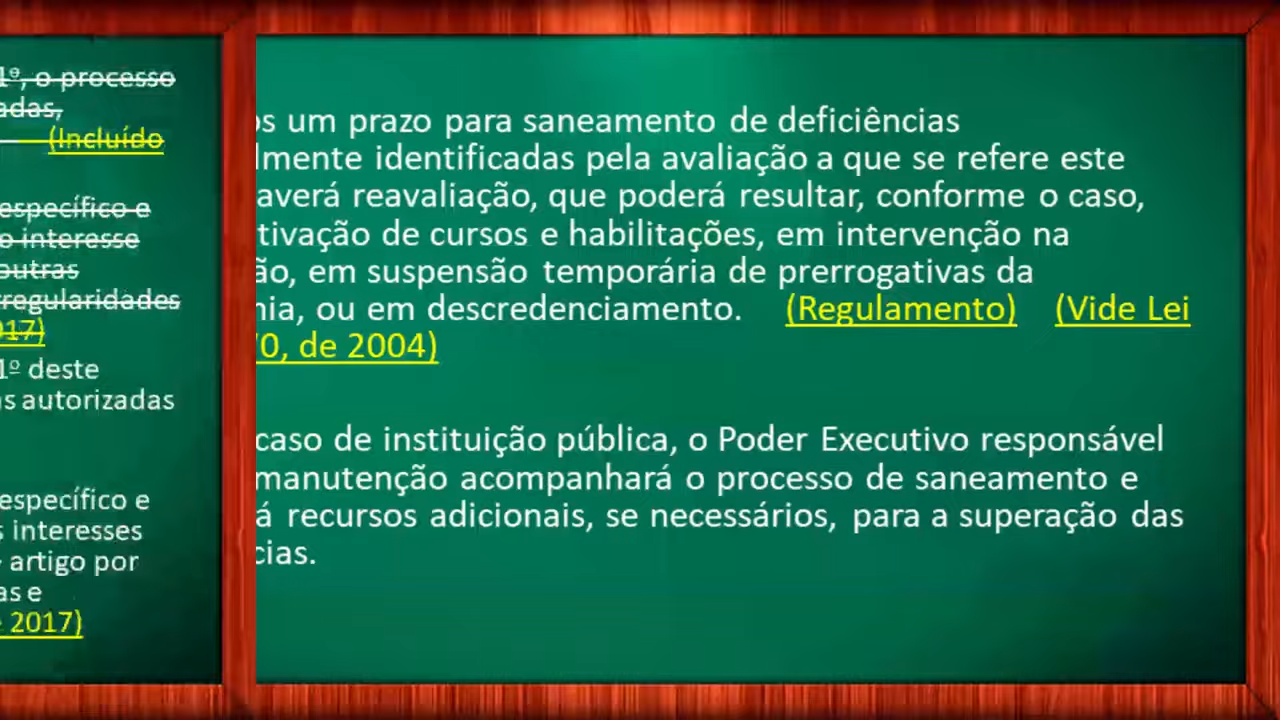 1º, o processo
adas,
(Incluído
específico e
o interesse
outras
rregularidades
017)
1º deste
as autorizadas
específico e
s interesses
artigo por
as e
2017)
os um prazo para saneamento de deficiências
lmente identificadas pela avaliação a que se refere este
averá reavaliação, que poderá resultar, conforme o caso,
tivação de cursos e habilitações, em intervenção na
ão, em suspensão temporária de prerrogativas da
nia, ou em descredenciamento. (Regulamento) (Vide Lei
70, de 2004)
caso de instituição pública, o Poder Executivo responsável
manutenção acompanhará o processo de saneamento e
á recursos adicionais, se necessários, para a superação das
cias.